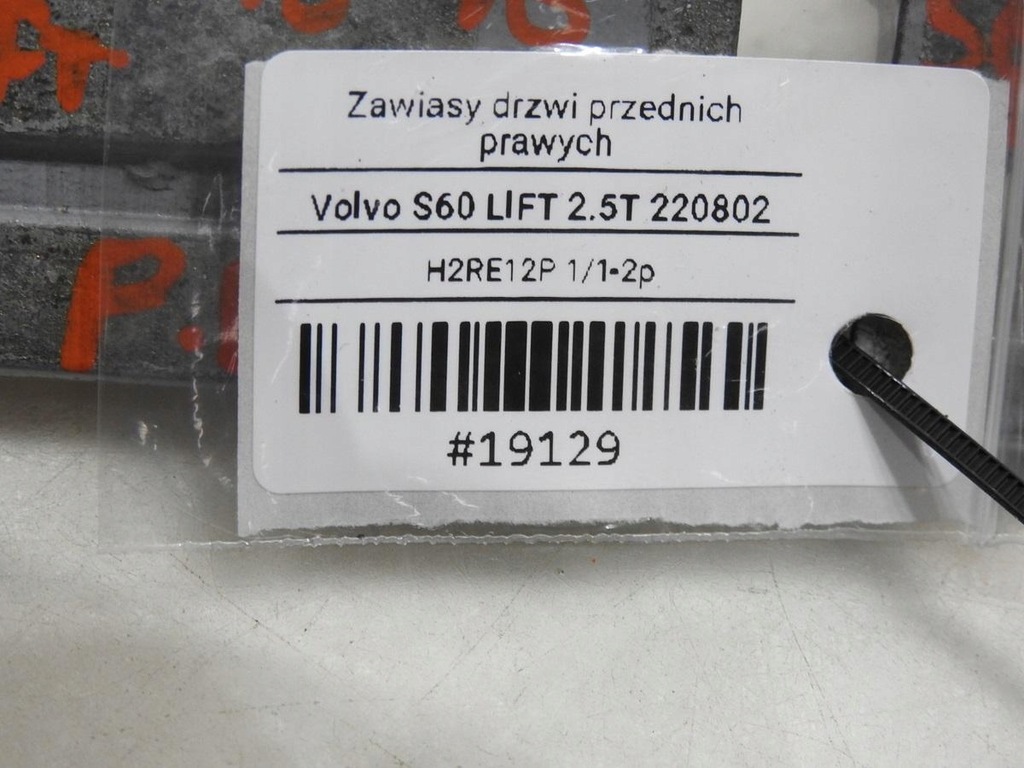 Zawiasy drzwi przednich
prawych
Volvo S60 LIFT 2.5T 220802
H2RE12P 1/1-2p
#19129
P.